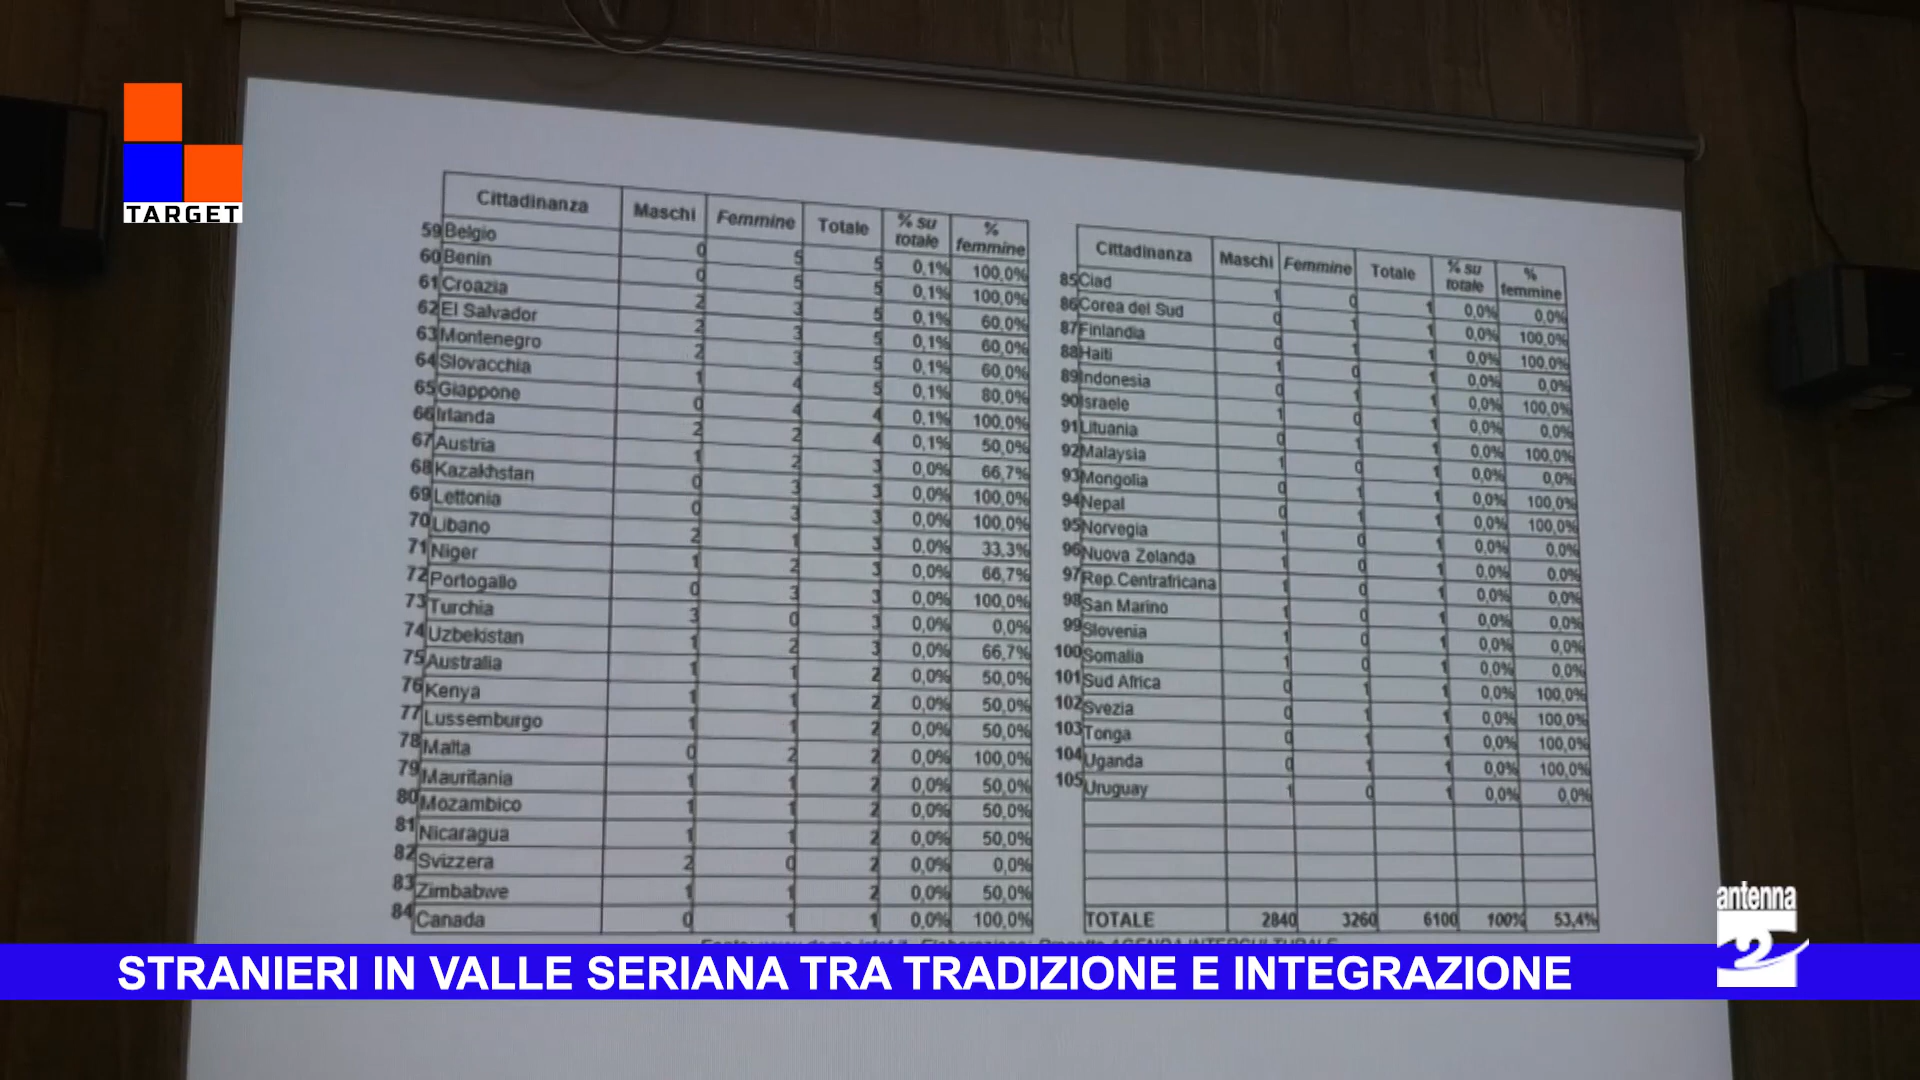 TARGET
Cittadinanza Maschi Femmine Totale % su totale % femmine
59 Belgio 0 5 5 0,1% 100,0%
60 Benin 0 5 5 0,1% 100,0%
61 Croazia 2 3 5 0,1% 60,0%
62 El Salvador 2 3 5 0,1% 60,0%
63 Montenegro 2 3 5 0,1% 60,0%
64 Slovacchia 1 4 5 0,1% 80,0%
65 Giappone 0 4 4 0,1% 100,0%
66 Irlanda 2 2 4 0,1% 50,0%
67 Austria 1 2 3 0,0% 66,7%
68 Kazakhstan 0 3 3 0,0% 100,0%
69 Lettonia 0 3 3 0,0% 100,0%
70 Libano 2 1 3 0,0% 33,3%
71 Niger 1 2 3 0,0% 66,7%
72 Portogallo 0 3 3 0,0% 100,0%
73 Turchia 3 0 3 0,0% 0,0%
74 Uzbekistan 1 2 3 0,0% 66,7%
75 Australia 1 1 2 0,0% 50,0%
76 Kenya 1 1 2 0,0% 50,0%
77 Lussemburgo 1 1 2 0,0% 50,0%
78 Malta 0 2 2 0,0% 100,0%
79 Mauritania 1 1 2 0,0% 50,0%
80 Mozambico 1 1 2 0,0% 50,0%
81 Nicaragua 1 1 2 0,0% 50,0%
82 Svizzera 2 0 2 0,0% 0,0%
83 Zimbabwe 1 1 2 0,0% 50,0%
84 Canada 0 1 1 0,0% 100,0%
Cittadinanza Maschi Femmine Totale % su totale % femmine
85 Ciad 1 0 1 0,0% 0,0%
86 Corea del Sud 0 1 1 0,0% 100,0%
87 Finlandia 0 1 1 0,0% 100,0%
88 Haiti 1 0 1 0,0% 0,0%
89 Indonesia 0 1 1 0,0% 100,0%
90 Israele 1 0 1 0,0% 0,0%
91 Lituania 0 1 1 0,0% 100,0%
92 Malaysia 1 0 1 0,0% 0,0%
93 Mongolia 0 1 1 0,0% 100,0%
94 Nepal 0 1 1 0,0% 100,0%
95 Norvegia 1 0 1 0,0% 0,0%
96 Nuova Zelanda 1 0 1 0,0% 0,0%
97 Rep.Centrafricana 1 0 1 0,0% 0,0%
98 San Marino 1 0 1 0,0% 0,0%
99 Slovenia 1 0 1 0,0% 0,0%
100 Somalia 1 0 1 0,0% 0,0%
101 Sud Africa 0 1 1 0,0% 100,0%
102 Svezia 0 1 1 0,0% 100,0%
103 Tonga 0 1 1 0,0% 100,0%
104 Uganda 0 1 1 0,0% 100,0%
105 Uruguay 1 0 1 0,0% 0,0%
TOTALE 2840 3260 6100 100% 53,4%
antenna
2
STRANIERI IN VALLE SERIANA TRA TRADIZIONE E INTEGRAZIONE